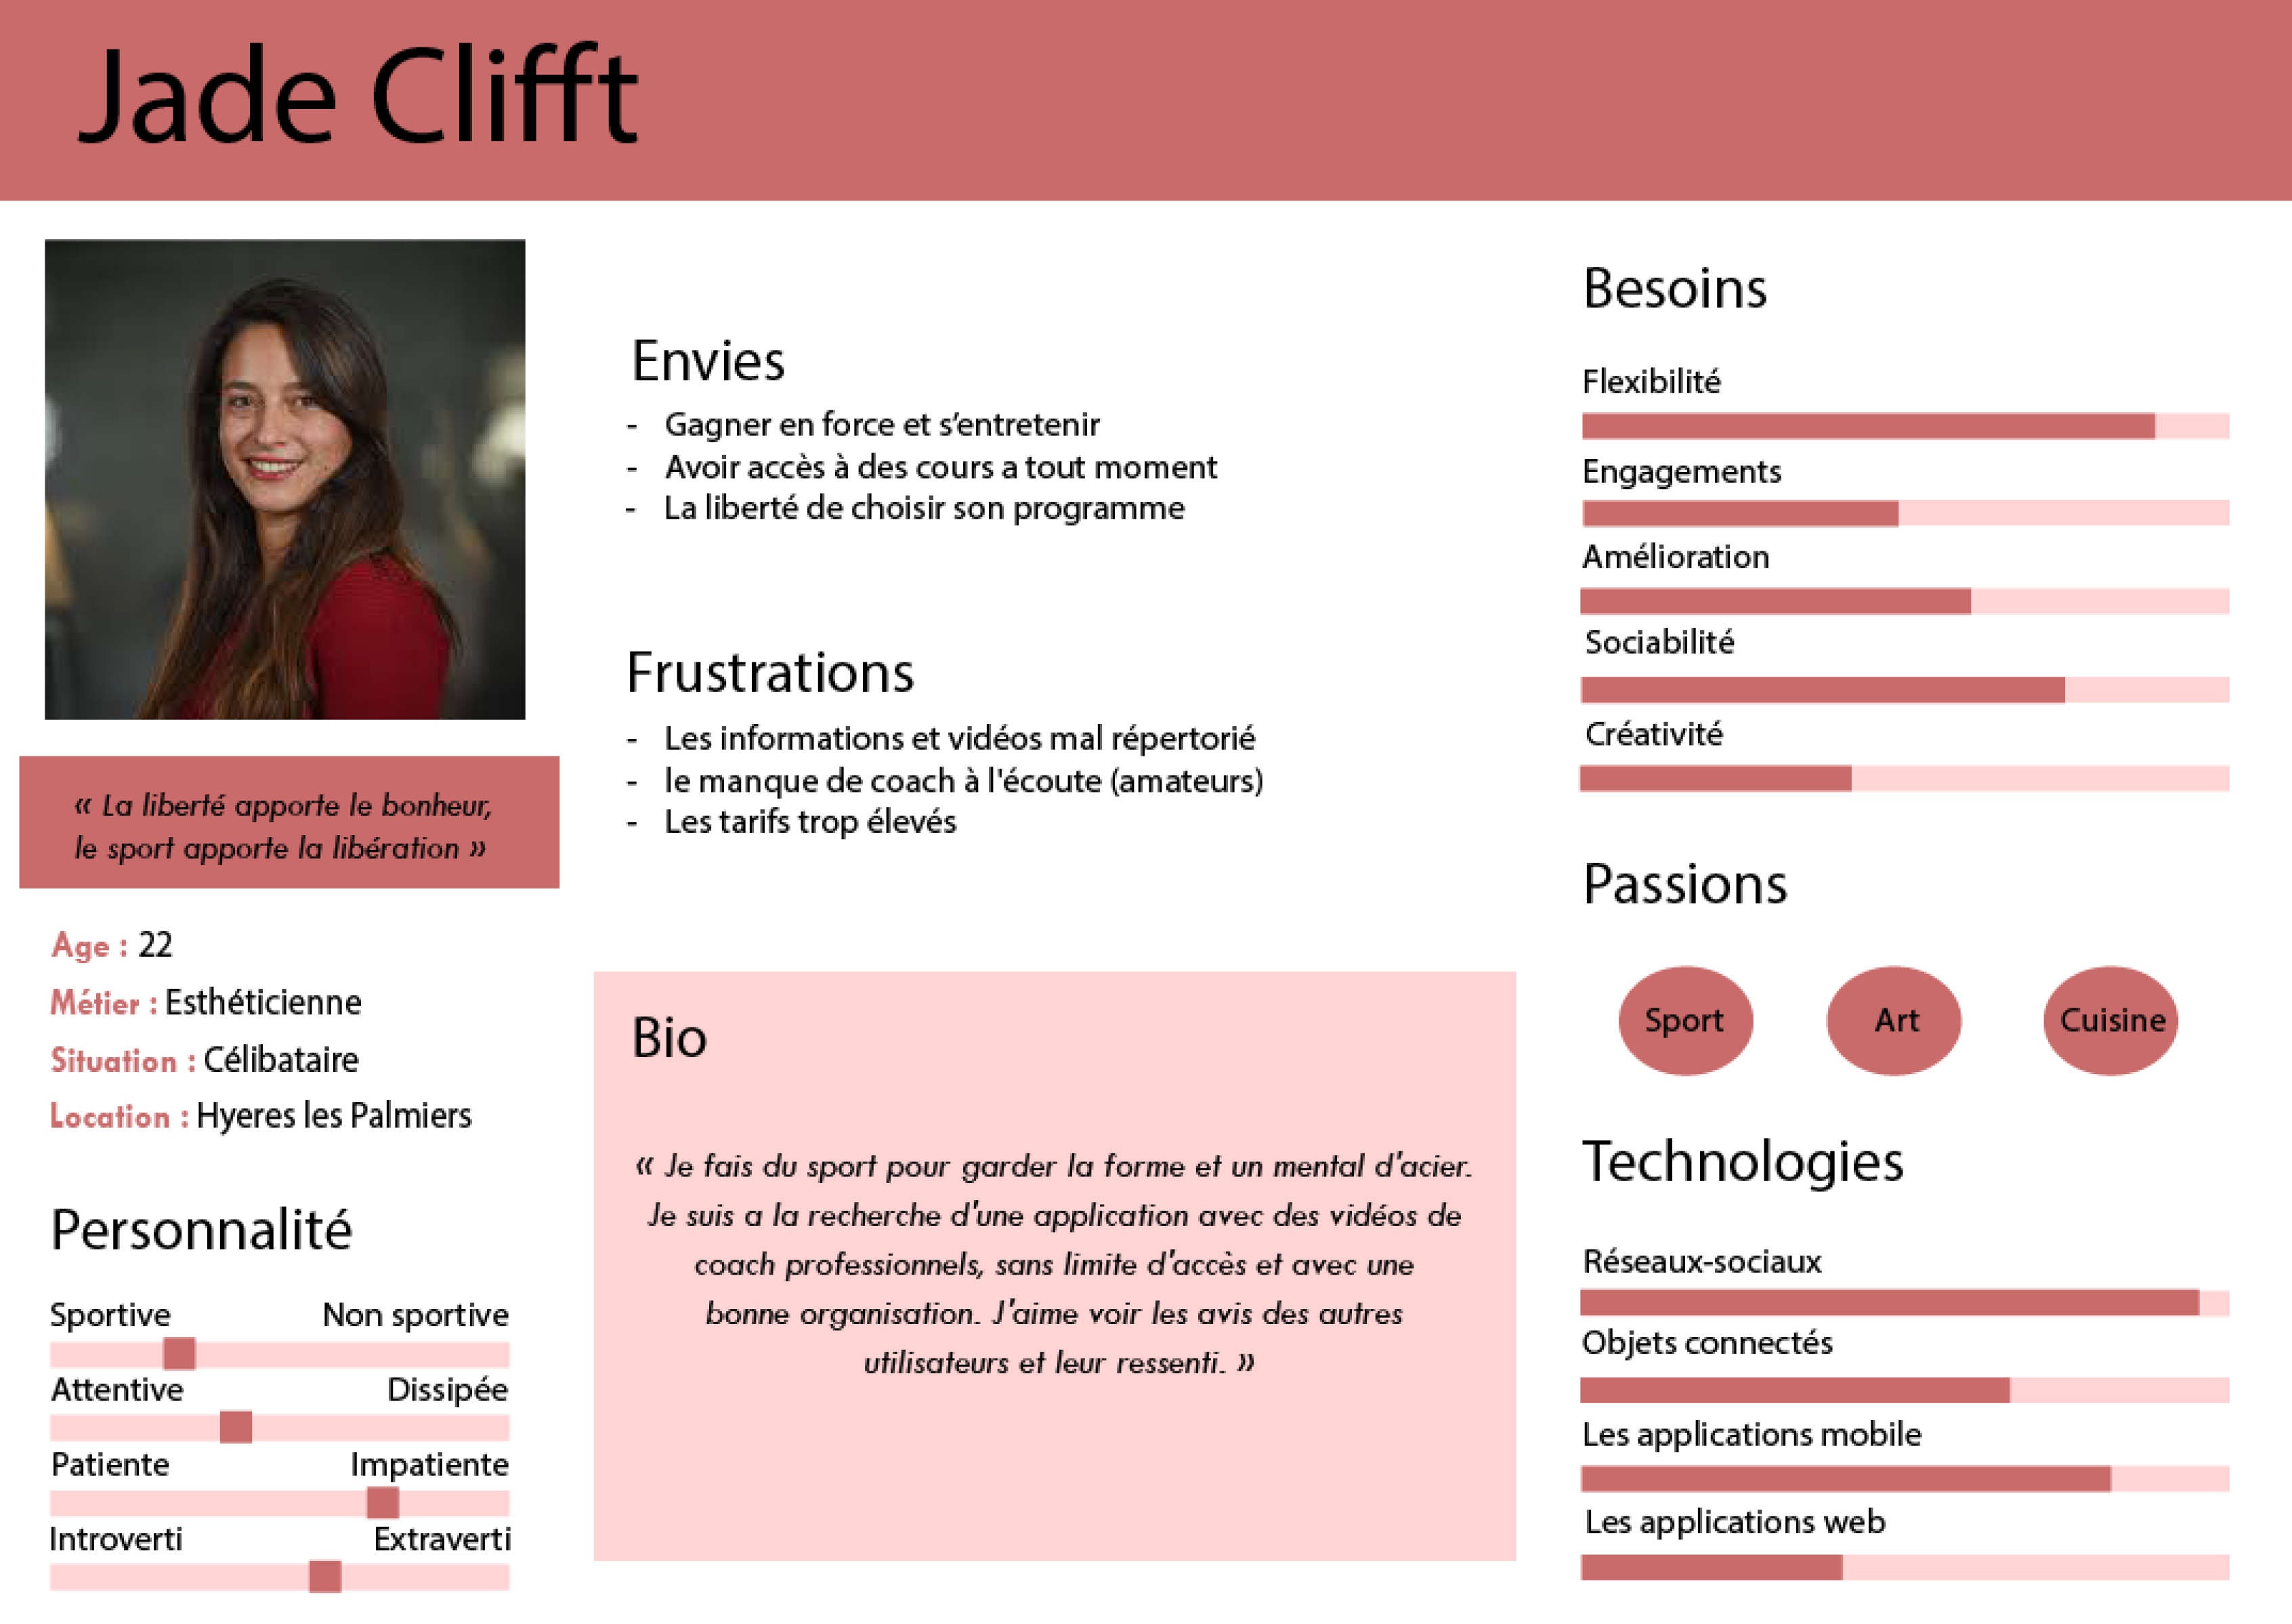 Jade Clifft
« La liberté apporte le bonheur,
le sport apporte la libération »
Age : 22
Métier : Esthéticienne
Situation : Célibataire
Location : Hyeres les Palmiers
Personnalité
Sportive Non sportive
Attentive Dissipée
Patiente Impatiente
Introverti Extraverti
Envies
- Gagner en force et s’entretenir
- Avoir accès à des cours a tout moment
- La liberté de choisir son programme
Frustrations
- Les informations et vidéos mal répertorié
- le manque de coach à l'écoute (amateurs)
- Les tarifs trop élevés
Bio
« Je fais du sport pour garder la forme et un mental d'acier.
Je suis a la recherche d'une application avec des vidéos de
coach professionnels, sans limite d'accès et avec une
bonne organisation. J'aime voir les avis des autres
utilisateurs et leur ressenti. »
Besoins
Flexibilité
Engagements
Amélioration
Sociabilité
Créativité
Passions
Sport Art Cuisine
Technologies
Réseaux-sociaux
Objets connectés
Les applications mobile
Les applications web